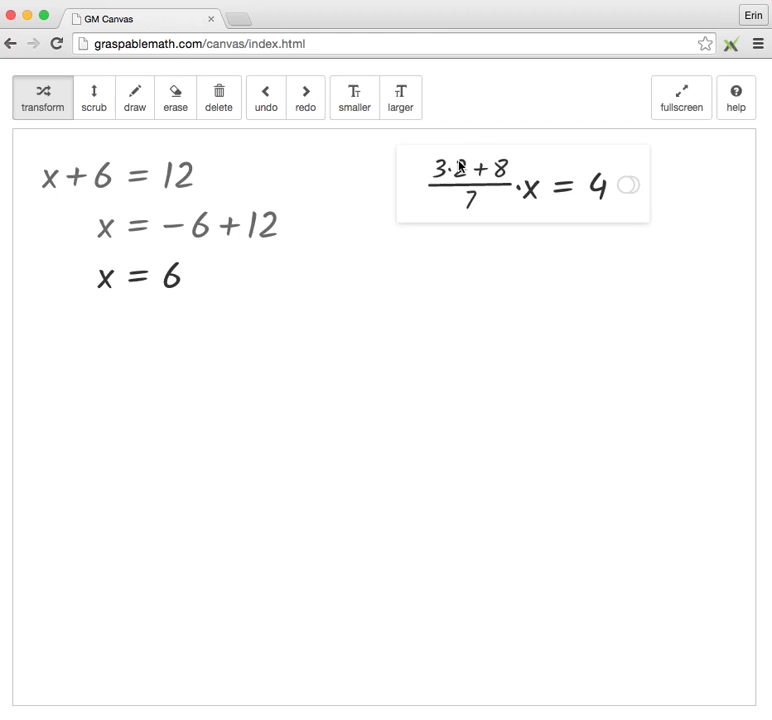 GM Canvas
Erin
graspablemath.com/canvas/index.html
transform scrub draw erase delete undo redo smaller larger fullscreen help
x + 6 = 12
x = − 6 + 12
x = 6
3·2 + 8
7
·x = 4